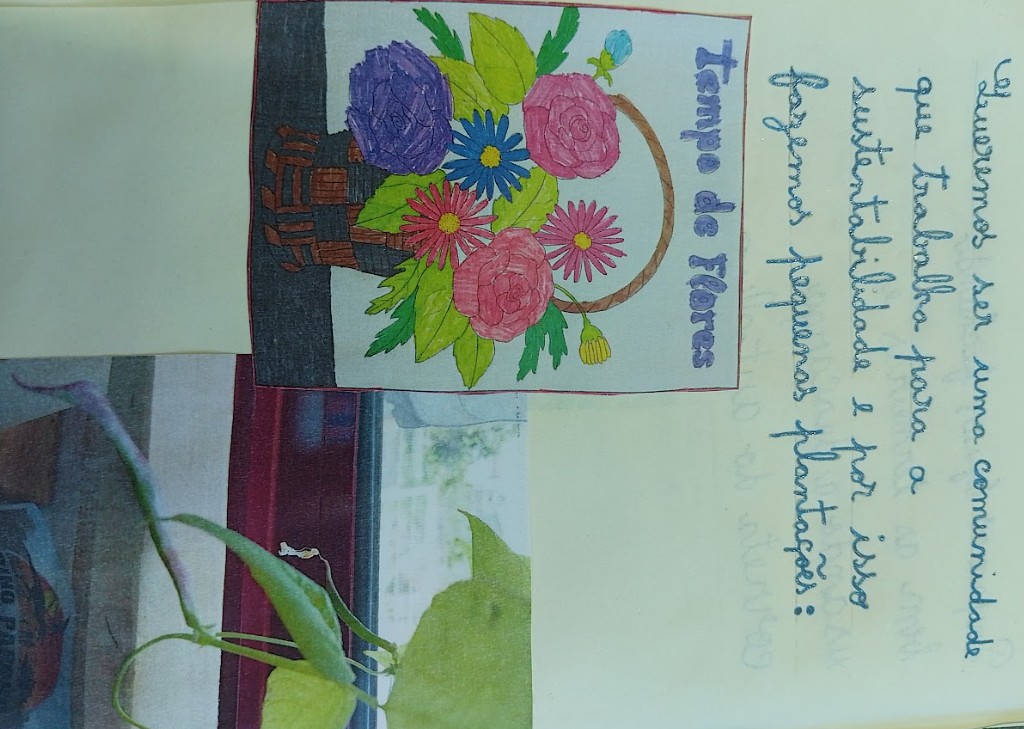 Queremos ser uma comunidade
que trabalha para a
sustentabilidade e por isso
fazemos pequenas plantações:
Tempo de Flores